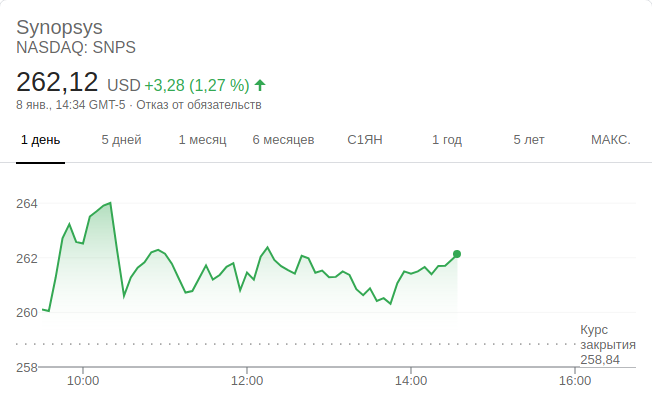 Synopsys
NASDAQ: SNPS
262,12 USD +3,28 (1,27 %)
8 янв., 14:34 GMT-5 · Отказ от обязательств
1 день 5 дней 1 месяц 6 месяцев С1ЯН 1 год 5 лет МАКС.
264
262
260
Курс
закрытия
258,84
258
10:00 12:00 14:00 16:00